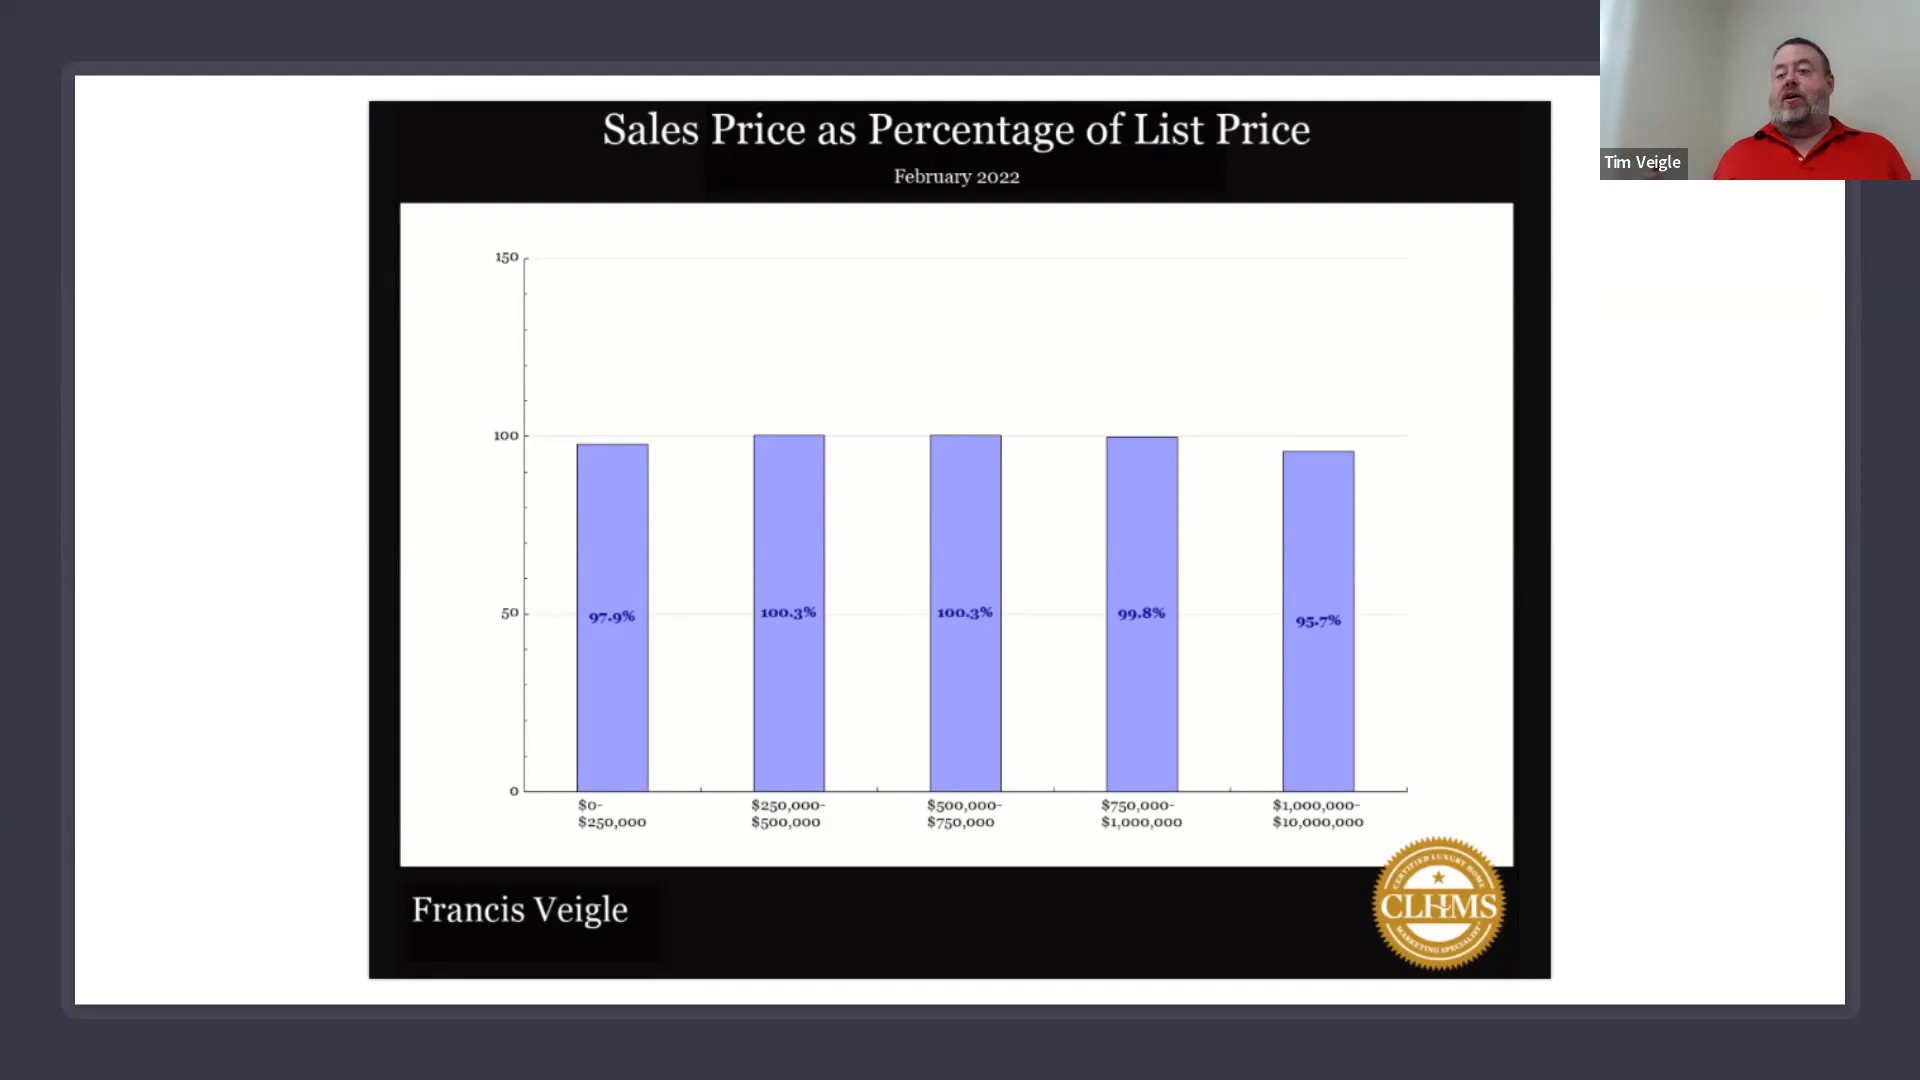 Sales Price as Percentage of List Price
February 2022
Tim Veigle
150
100
50
0
97.9%
100.3%
100.3%
99.8%
95.7%
$0-
$250,000
$250,000-
$500,000
$500,000-
$750,000
$750,000-
$1,000,000
$1,000,000-
$10,000,000
Francis Veigle
CERTIFIED LUXURY HOME
CLHMS
MARKETING SPECIALIST